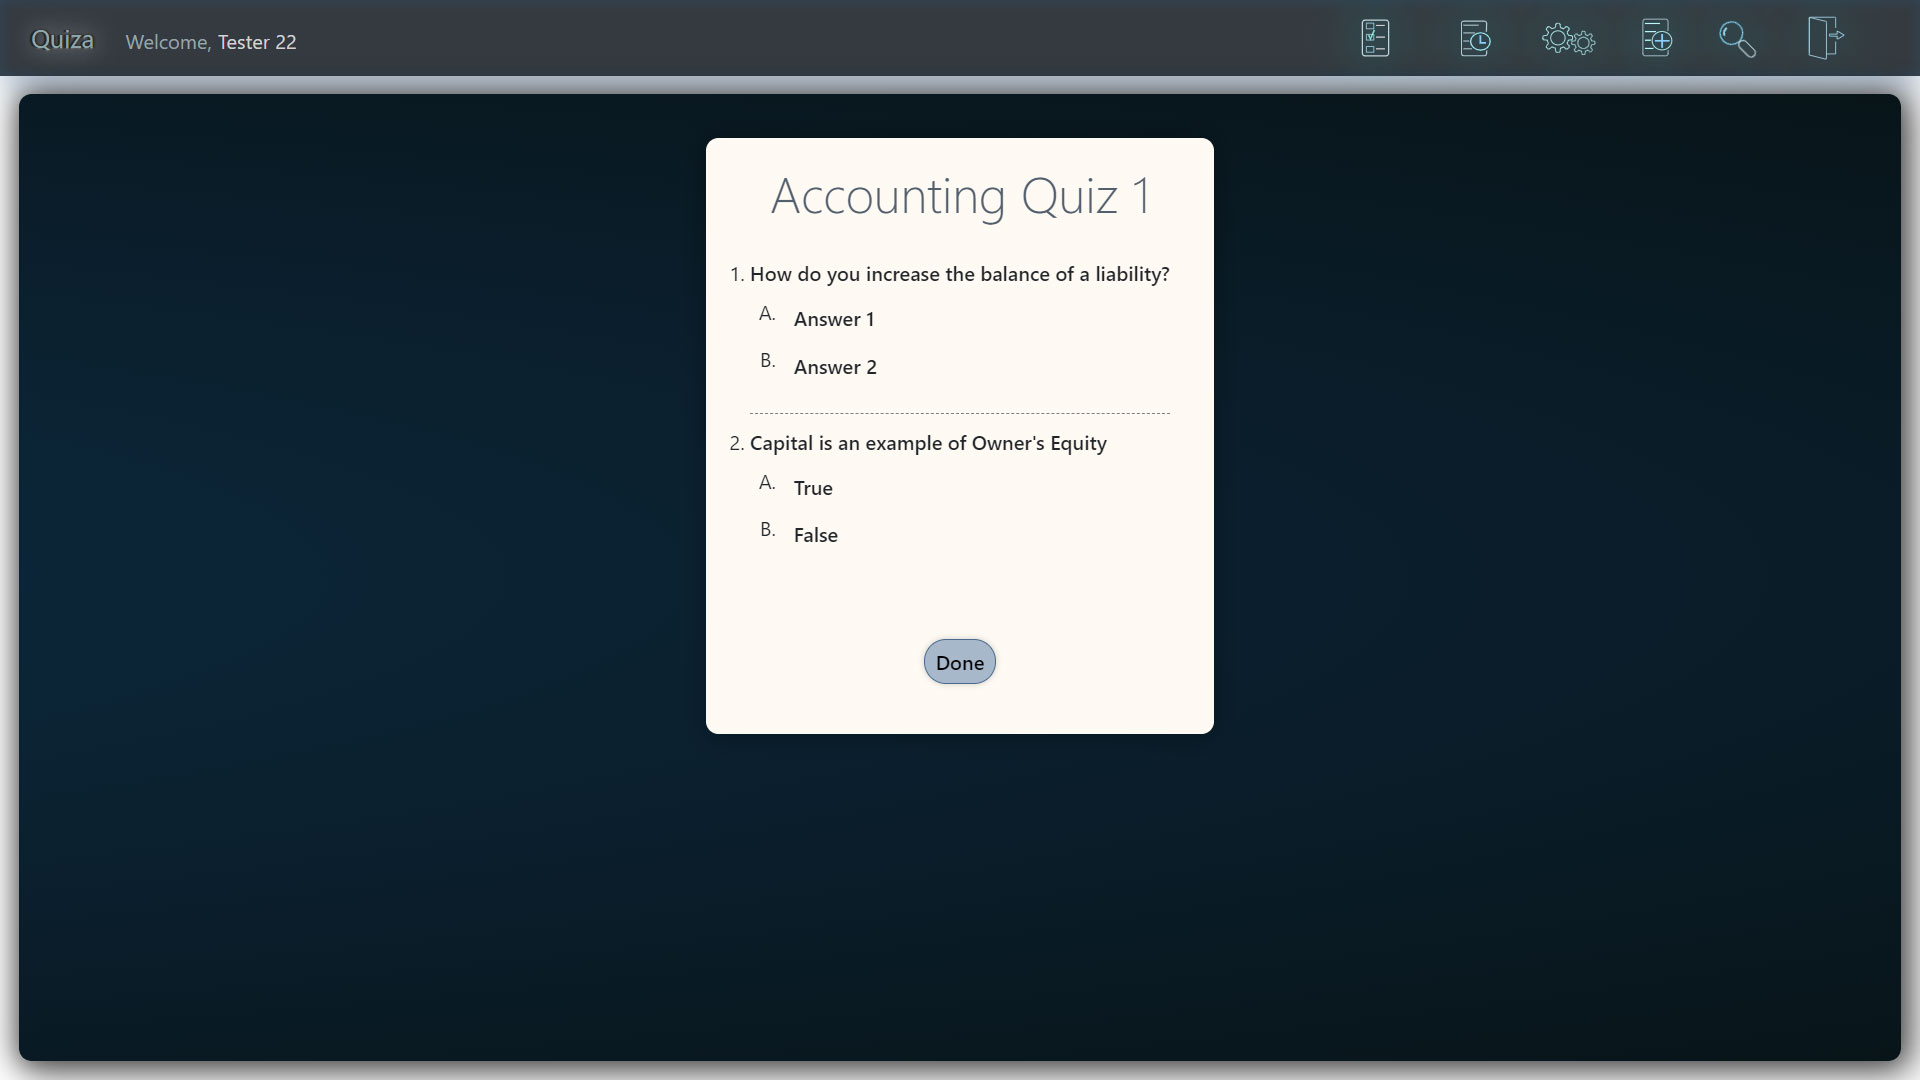 Quiza
Welcome, Tester 22
Accounting Quiz 1
1. How do you increase the balance of a liability?
A. Answer 1
B. Answer 2
2. Capital is an example of Owner's Equity
A. True
B. False
Done